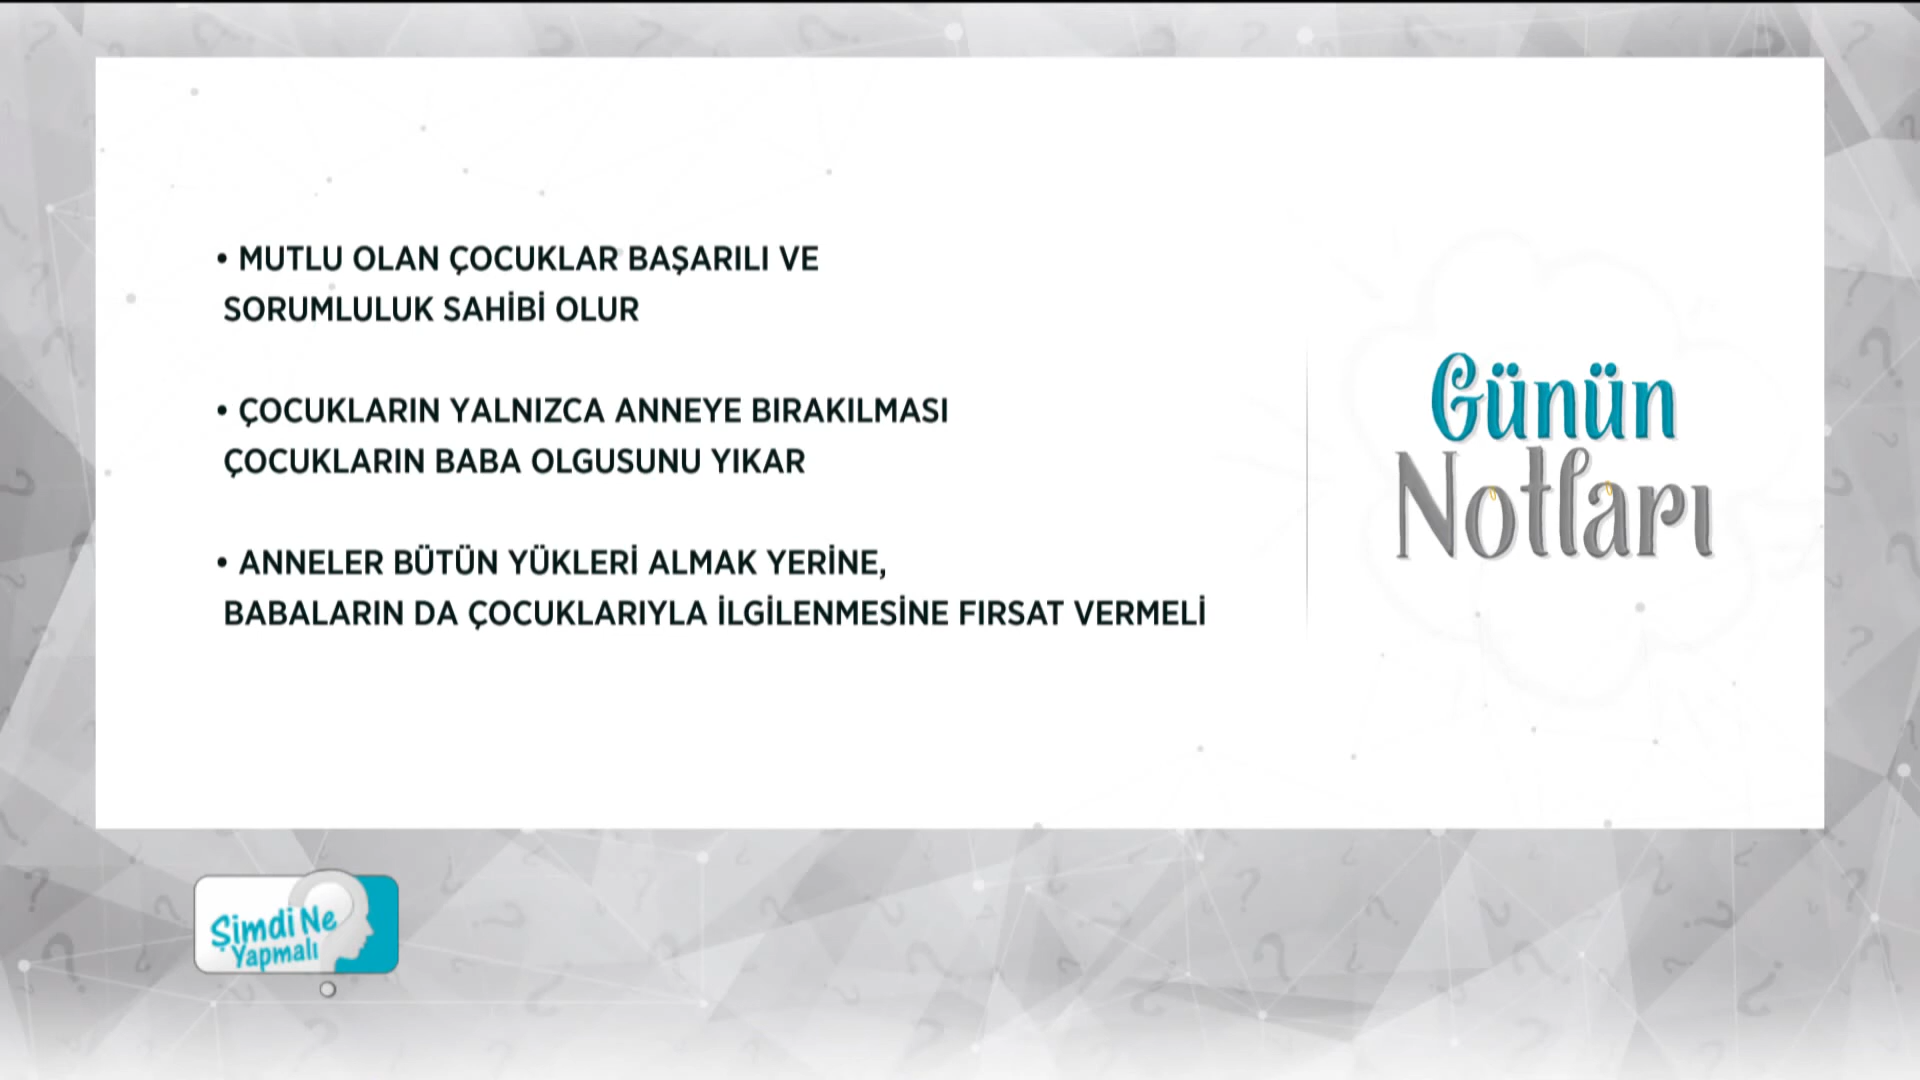 • MUTLU OLAN ÇOCUKLAR BAŞARILI VE
SORUMLULUK SAHİBİ OLUR
• ÇOCUKLARIN YALNIZCA ANNEYE BIRAKILMASI
ÇOCUKLARIN BABA OLGUSUNU YIKAR
• ANNELER BÜTÜN YÜKLERİ ALMAK YERİNE,
BABALARIN DA ÇOCUKLARIYLA İLGİLENMESİNE FIRSAT VERMELİ
Günün
Notları
Şimdi Ne
Yapmalı